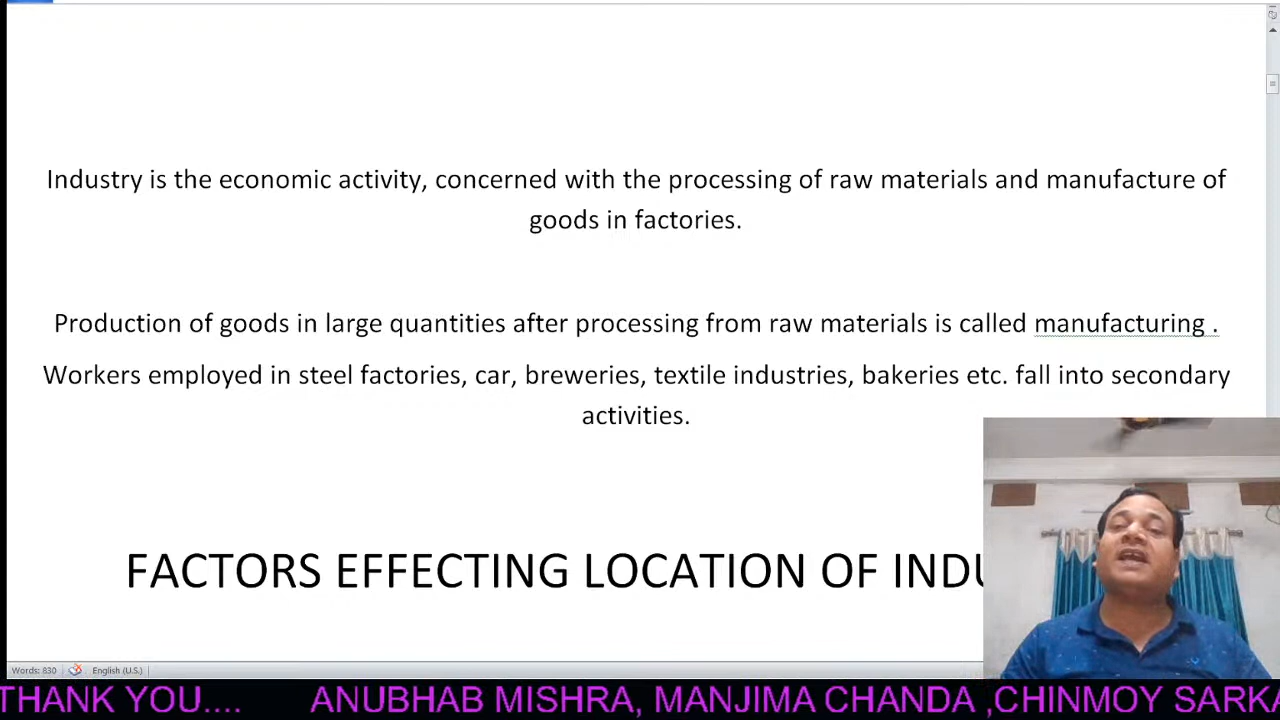 Industry is the economic activity, concerned with the processing of raw materials and manufacture of
goods in factories.
Production of goods in large quantities after processing from raw materials is called manufacturing .
Workers employed in steel factories, car, breweries, textile industries, bakeries etc. fall into secondary
activities.
FACTORS EFFECTING LOCATION OF INDU
Words: 830 English (U.S.)
THANK YOU.... ANUBHAB MISHRA, MANJIMA CHANDA ,CHINMOY SARKA